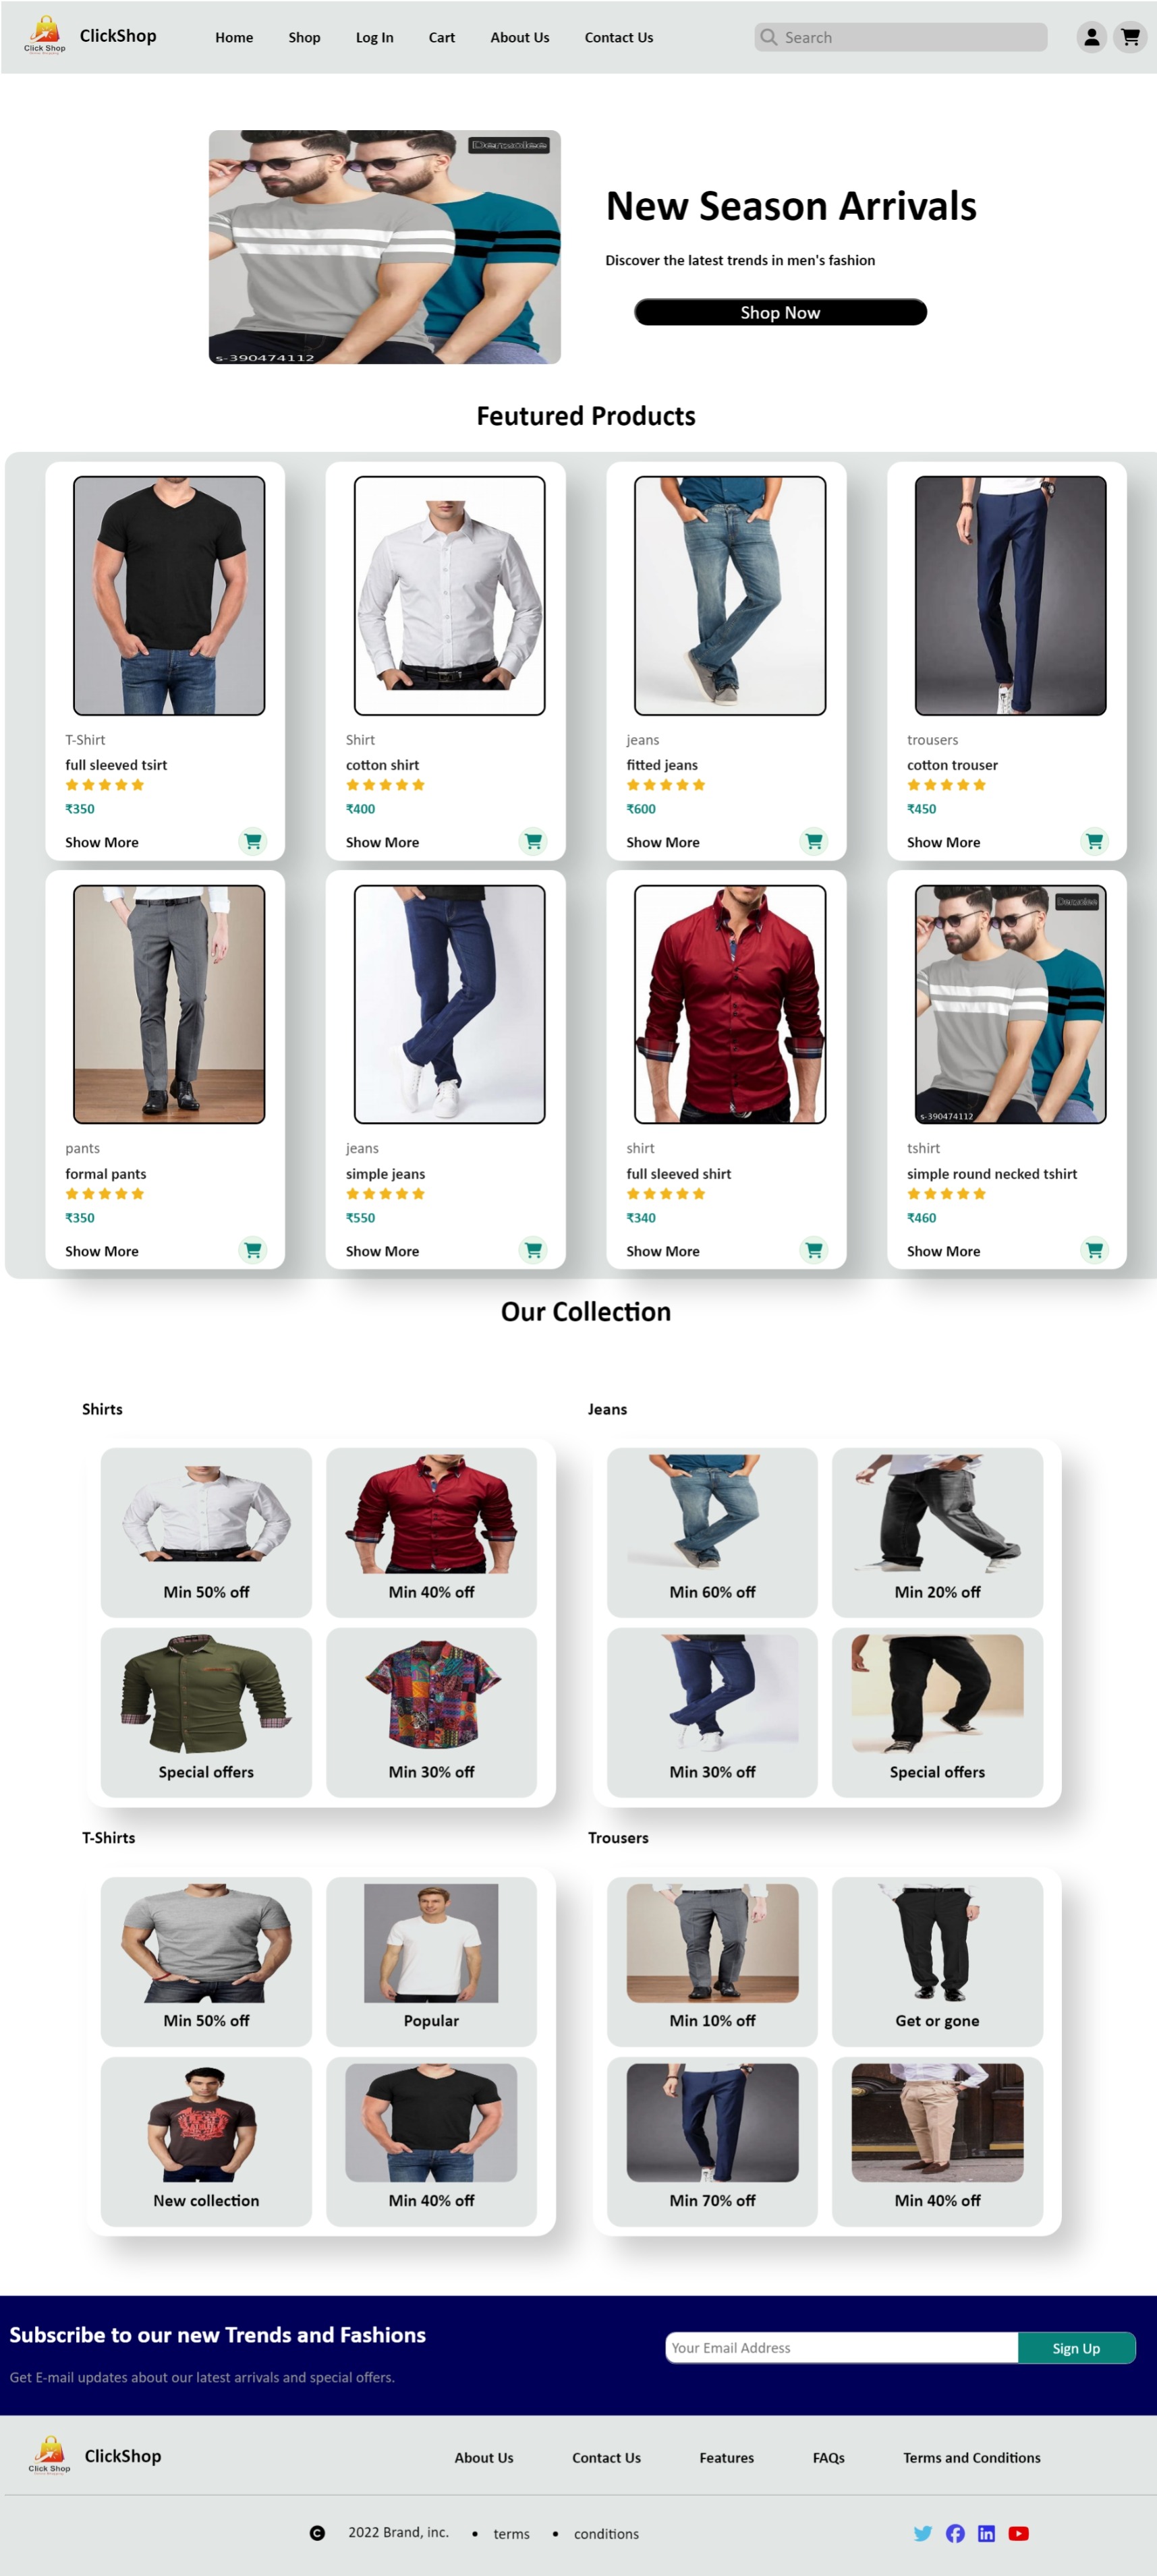 Click Shop
ClickShop
Home
Shop
Log In
Cart
About Us
Contact Us
Search
Denzolee
s-390474112
New Season Arrivals
Discover the latest trends in men's fashion
Shop Now
Feutured Products
T-Shirt
full sleeved tsirt
₹350
Show More
Shirt
cotton shirt
₹400
Show More
jeans
fitted jeans
₹600
Show More
trousers
cotton trouser
₹450
Show More
pants
formal pants
₹350
Show More
jeans
simple jeans
₹550
Show More
shirt
full sleeved shirt
₹340
Show More
Denzolee
s-390474112
tshirt
simple round necked tshirt
₹460
Show More
Our Collection
Shirts
Min 50% off
Min 40% off
Special offers
Min 30% off
Jeans
Min 60% off
Min 20% off
Min 30% off
Special offers
T-Shirts
Min 50% off
Popular
New collection
Min 40% off
Trousers
Min 10% off
Get or gone
Min 70% off
Min 40% off
Subscribe to our new Trends and Fashions
Get E-mail updates about our latest arrivals and special offers.
Your Email Address
Sign Up
Click Shop
ClickShop
About Us
Contact Us
Features
FAQs
Terms and Conditions
2022 Brand, inc.
• terms
• conditions